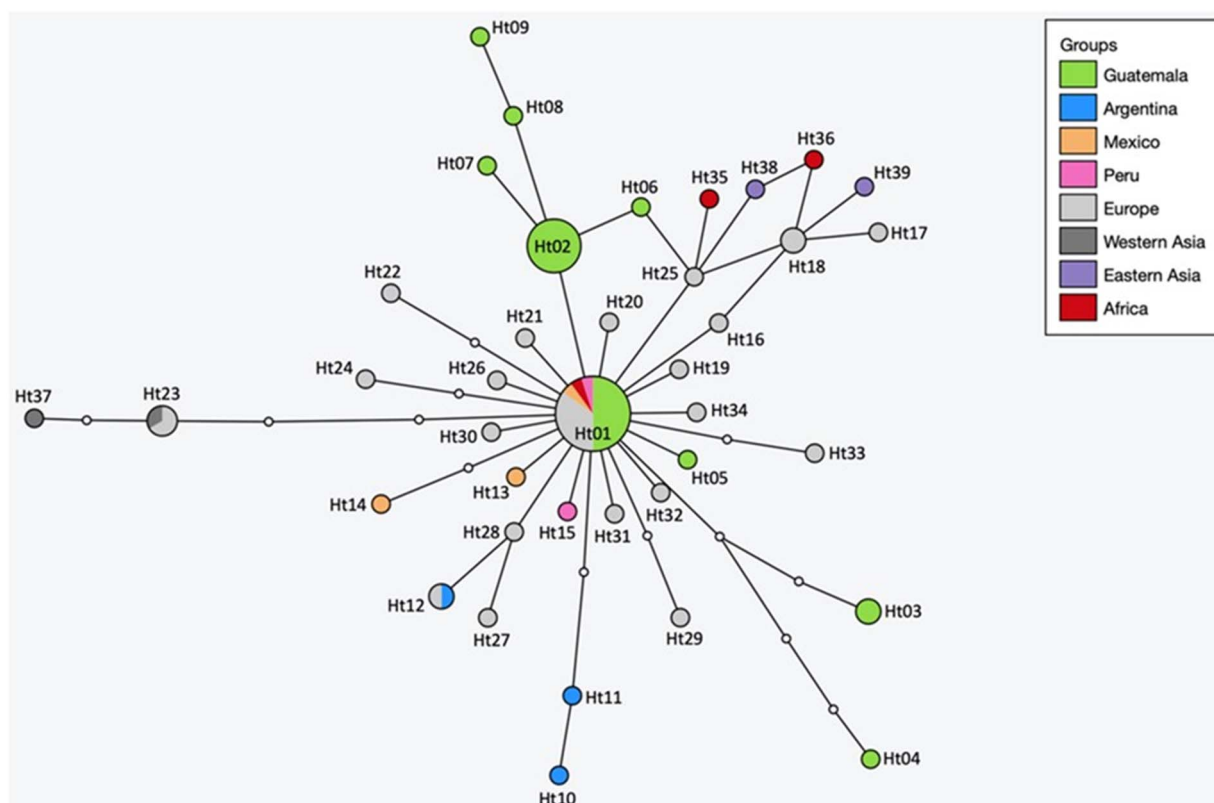 Ht09
Ht08
Ht07
Ht06
Ht02
Ht35
Ht38
Ht36
Ht39
Ht17
Ht18
Ht25
Ht16
Ht22
Ht21
Ht20
Ht24
Ht26
Ht19
Ht37
Ht23
Ht30
Ht01
Ht34
Ht33
Ht05
Ht14
Ht13
Ht15
Ht31
Ht32
Ht28
Ht12
Ht27
Ht29
Ht03
Ht11
Ht04
Ht10
Groups
Guatemala
Argentina
Mexico
Peru
Europe
Western Asia
Eastern Asia
Africa